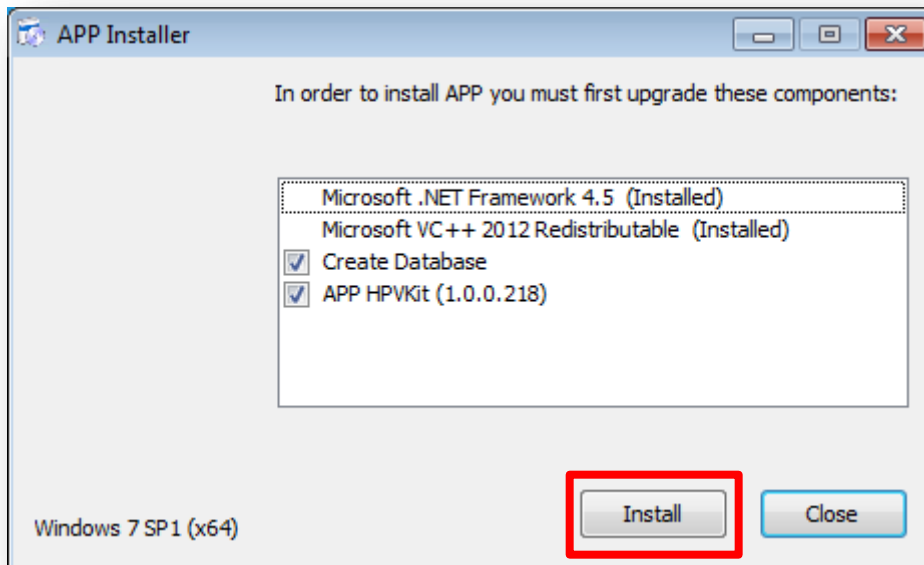 APP Installer
In order to install APP you must first upgrade these components:
Microsoft .NET Framework 4.5 (Installed)
Microsoft VC++ 2012 Redistributable (Installed)
Create Database
APP HPVKit (1.0.0.218)
Install
Close
Windows 7 SP1 (x64)